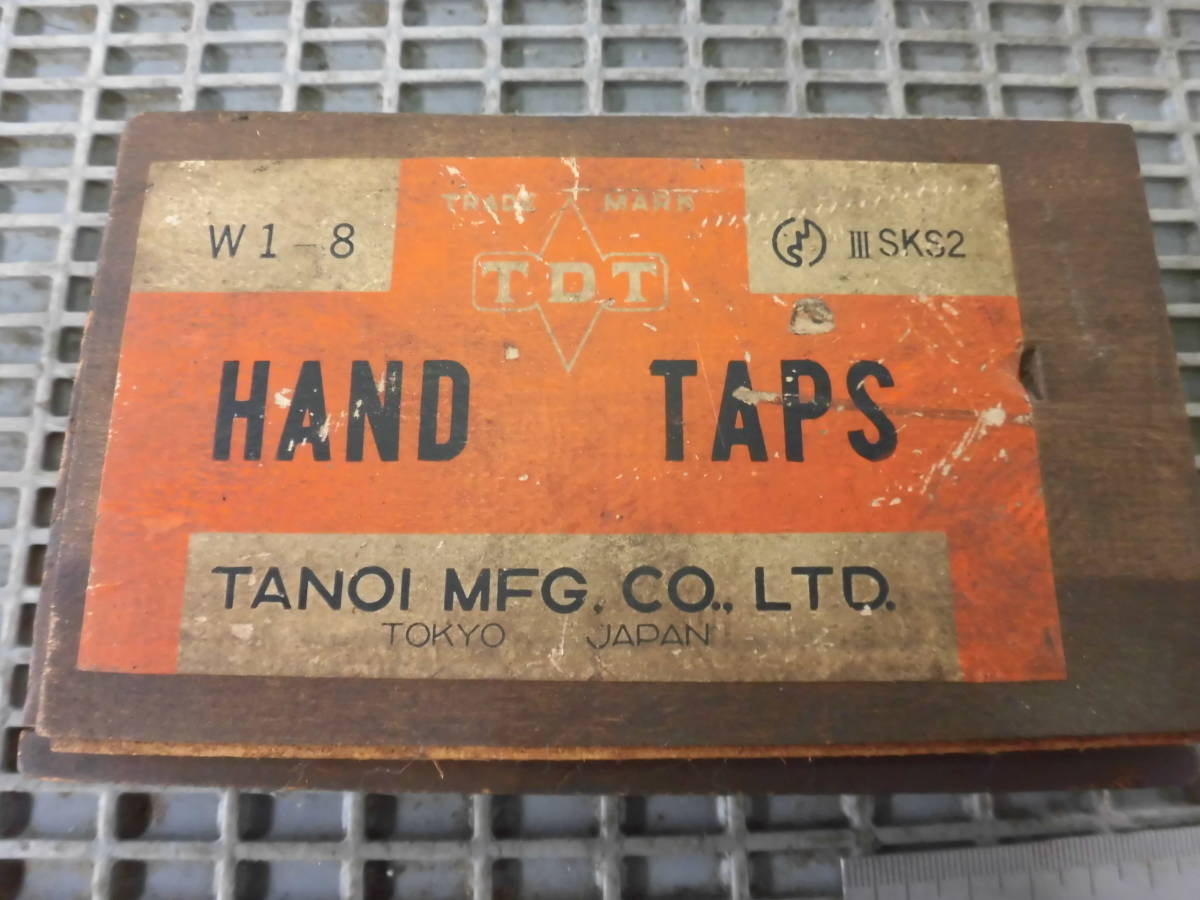 TRADE MARK
W1-8
TDT
III SKS2
HAND TAPS
TANOI MFG. CO., LTD.
TOKYO JAPAN